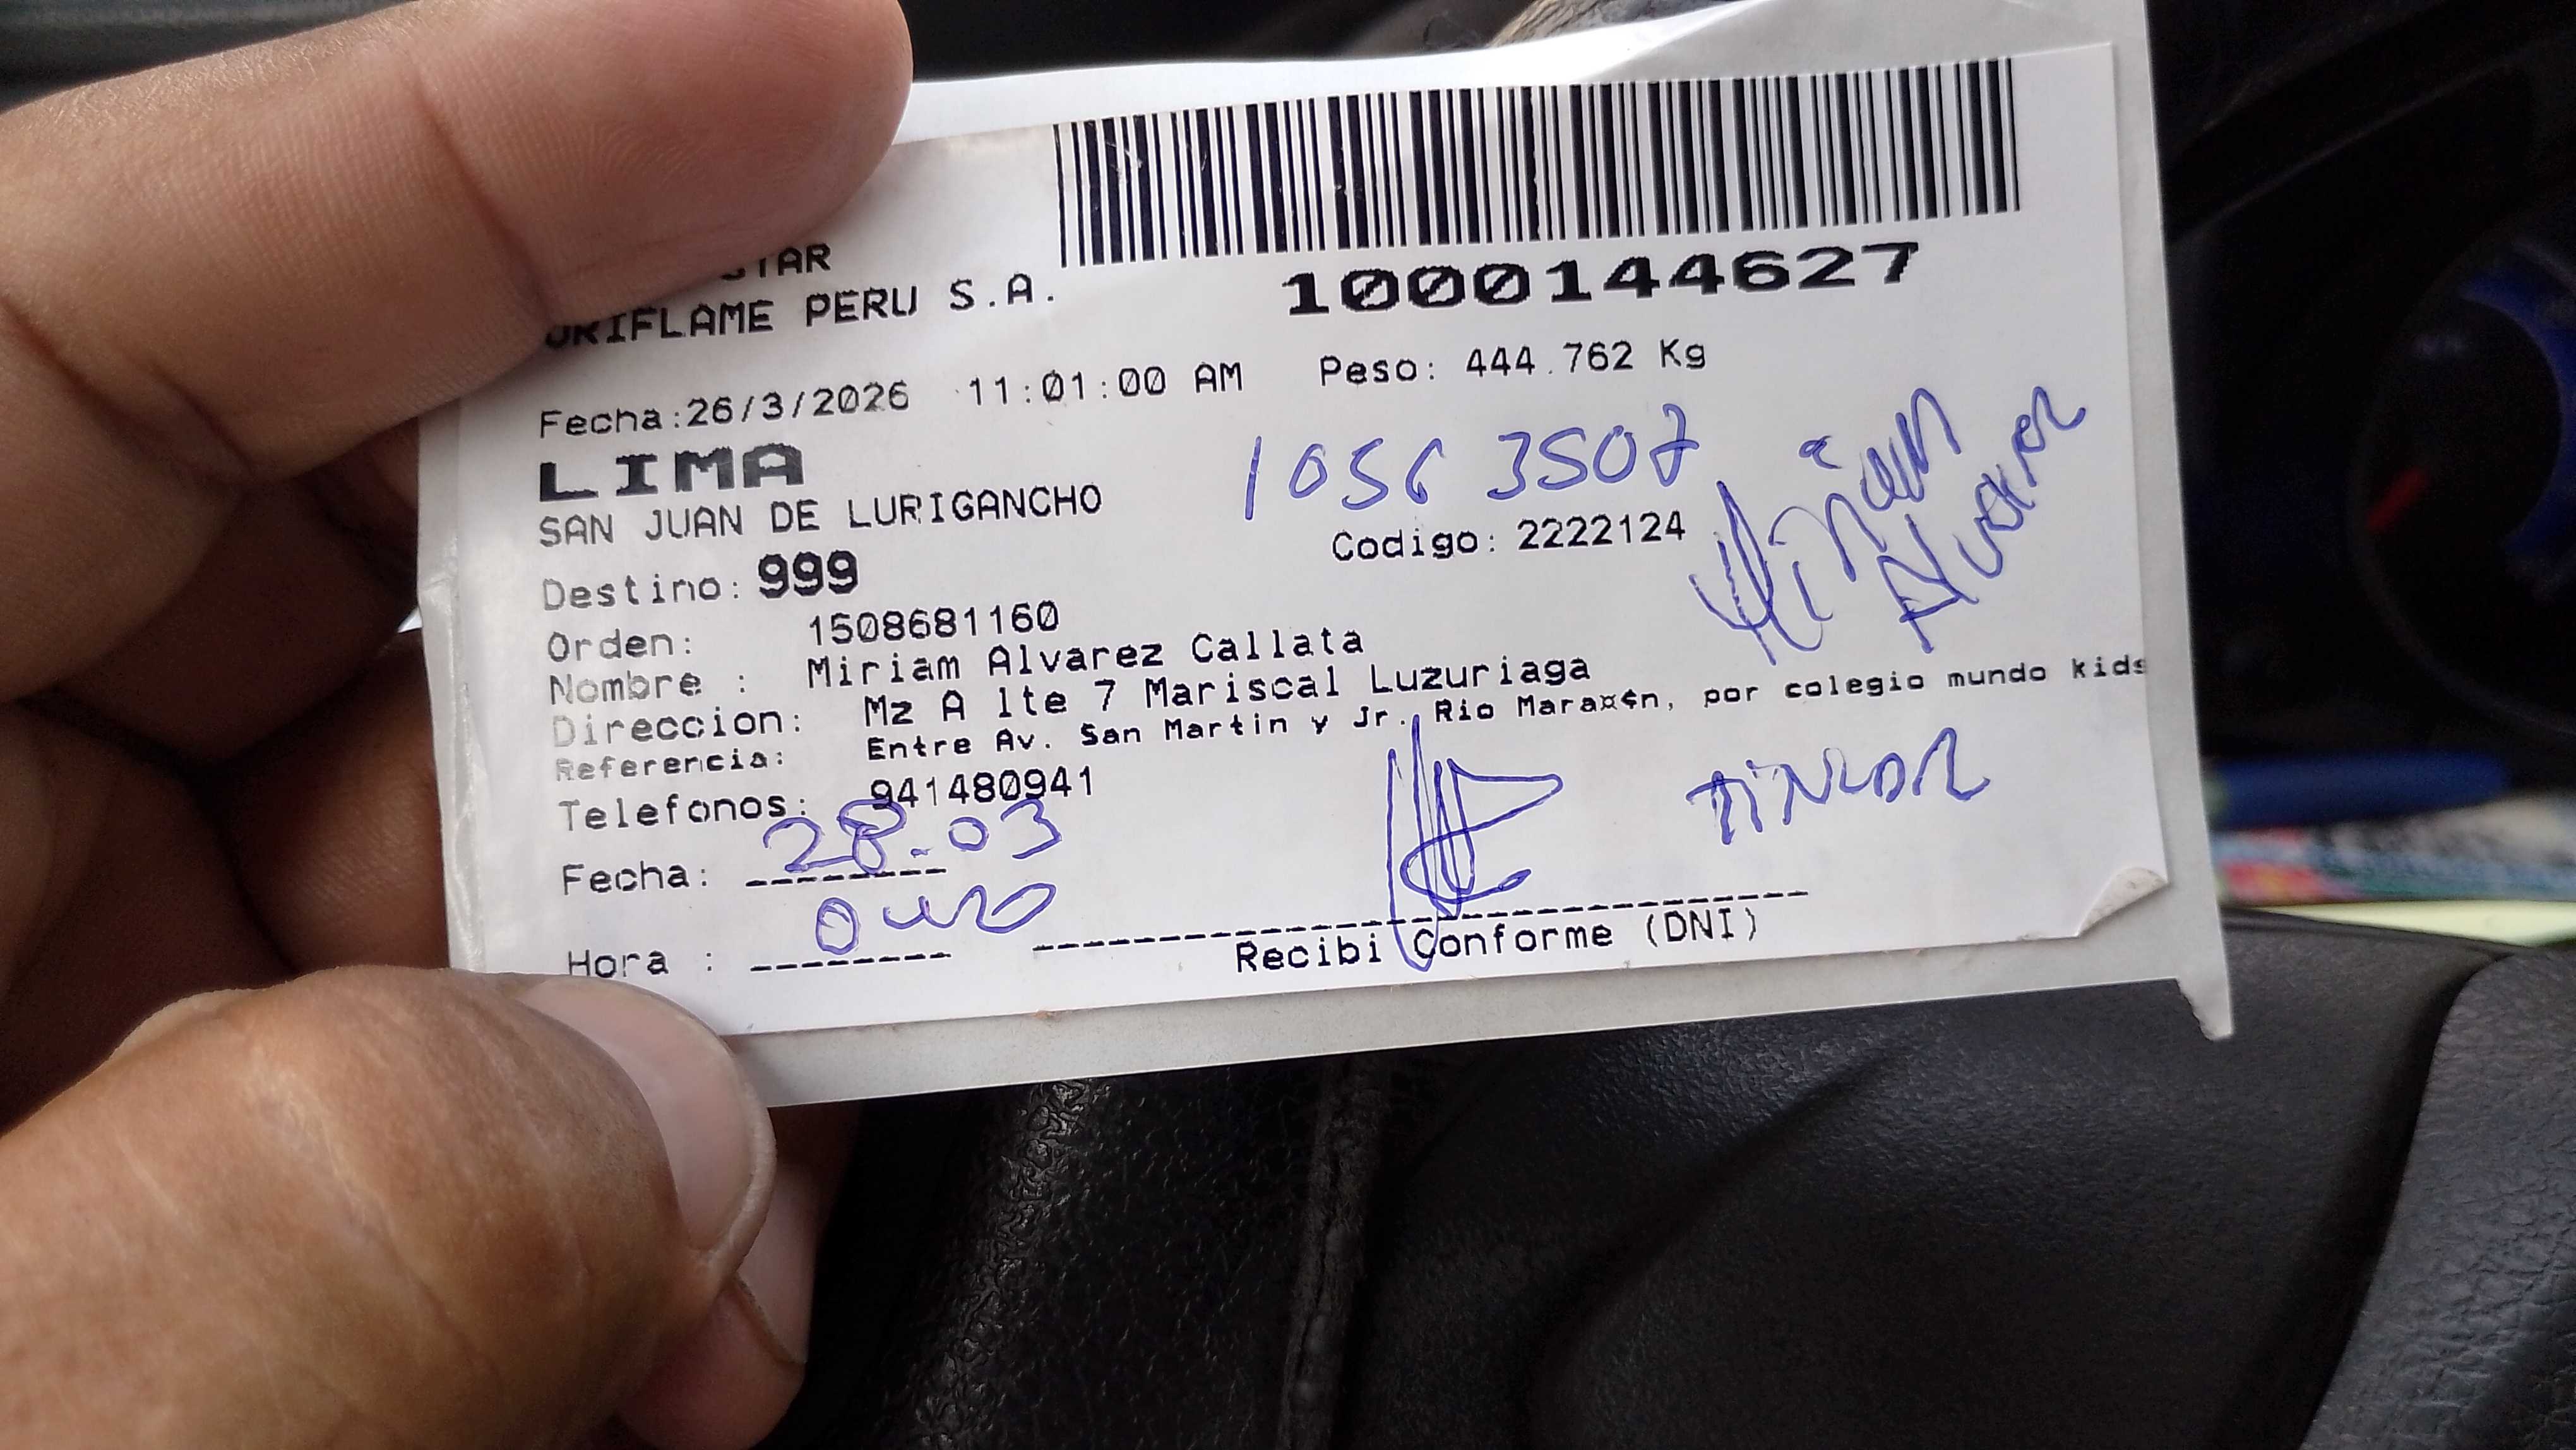 ORIFLAME PERU S.A.
1000144627
Fecha:26/3/2026 11:01:00 AM Peso: 444.762 Kg
LIMA
1056 3507
SAN JUAN DE LURIGANCHO
Codigo: 2222124
Destino: 999
Miriam
Alvarez
Orden: 1508681160
Nombre : Miriam Alvarez Callata
Direccion: Mz A lte 7 Mariscal Luzuriaga
Referencia: Entre Av. San Martin y Jr. Rio Mara¤¢n, por colegio mundo kids
Telefonos: 941480941
Fecha: 28.03
Hora :
Recibi Conforme (DNI)